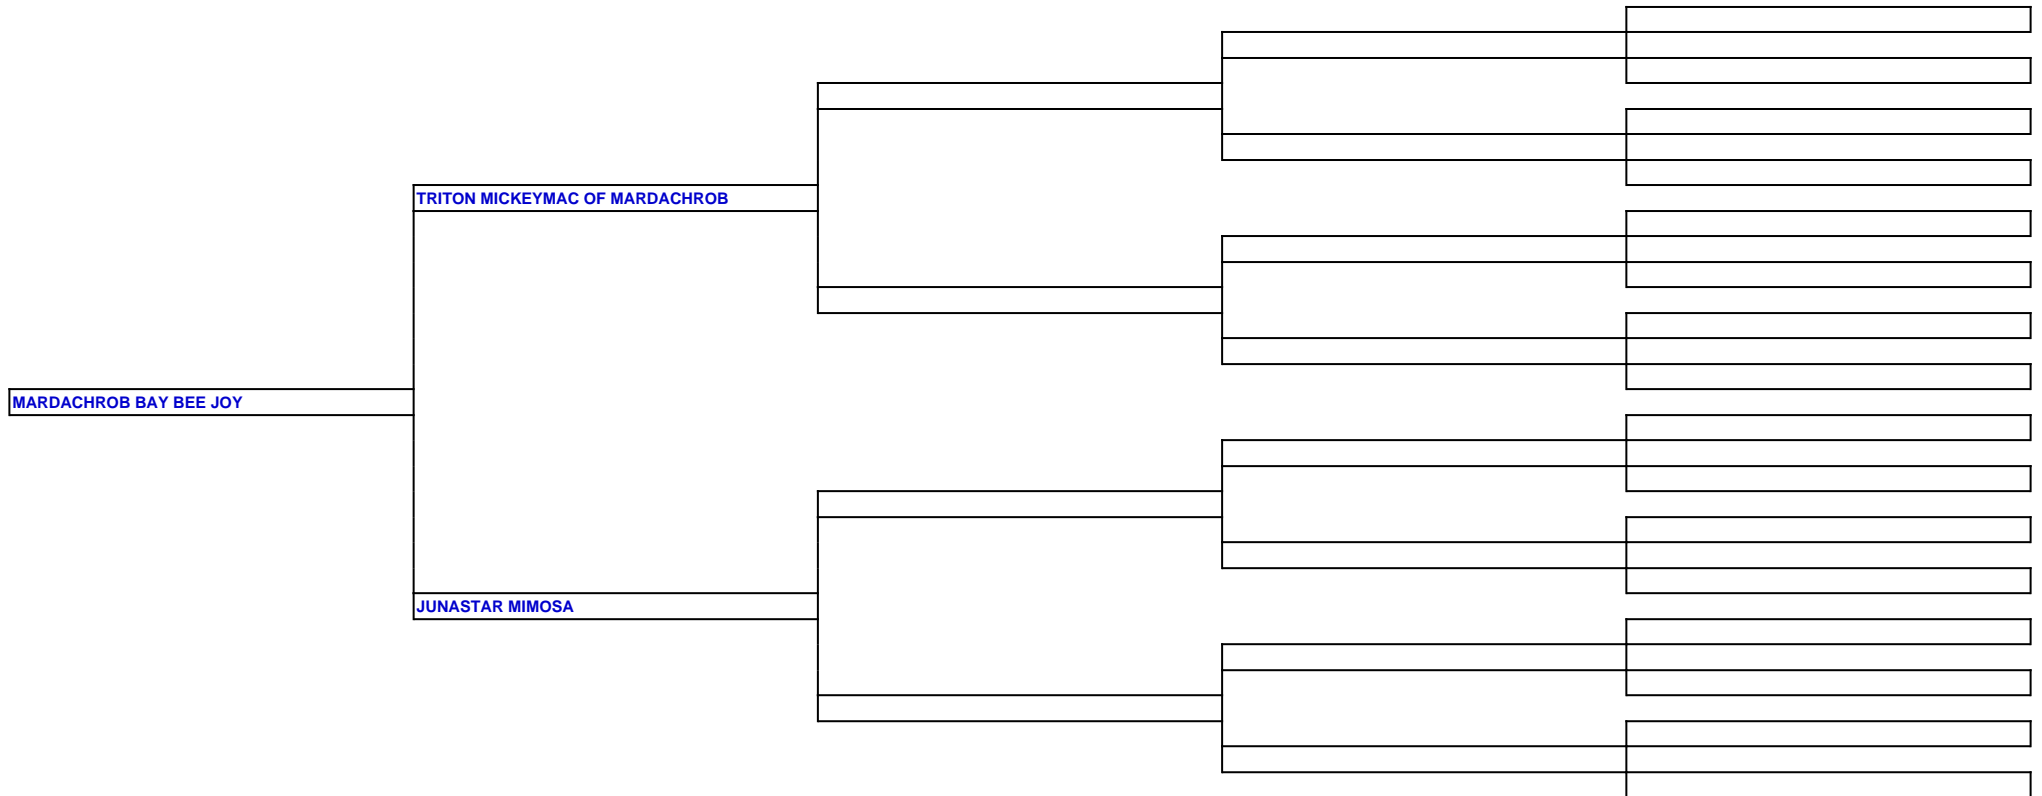 TRITON MICKEYMAC OF MARDACHROB
MARDACHROB BAY BEE JOY
JUNASTAR MIMOSA